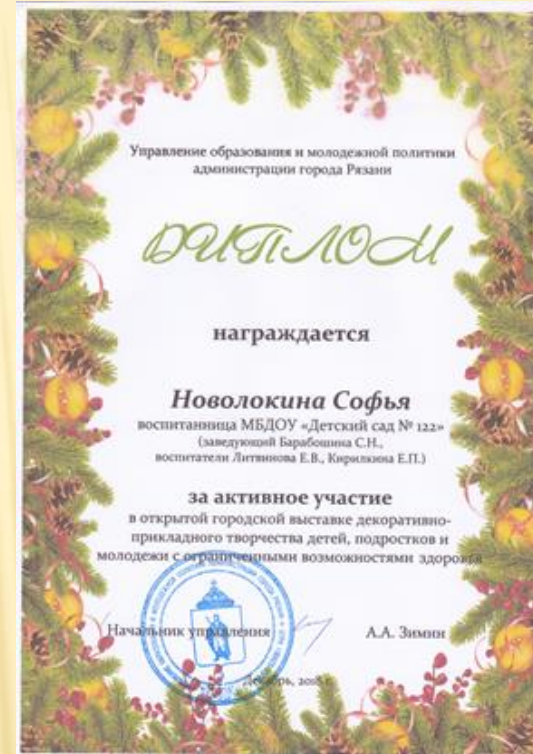 Управление образования и молодежной политики
администрации города Рязани
ДИПЛОМ
награждается
Новолокина Софья
воспитанница МБДОУ «Детский сад № 122»
(заведующий Барабошина С.Н.,
воспитатели Литвинова Е.В., Кирилкина Е.П.)
за активное участие
в открытой городской выставке декоративно-
прикладного творчества детей, подростков и
молодежи с ограниченными возможностями здоровья
Начальник управления А.А. Зимин
Декабрь, 2018 г.